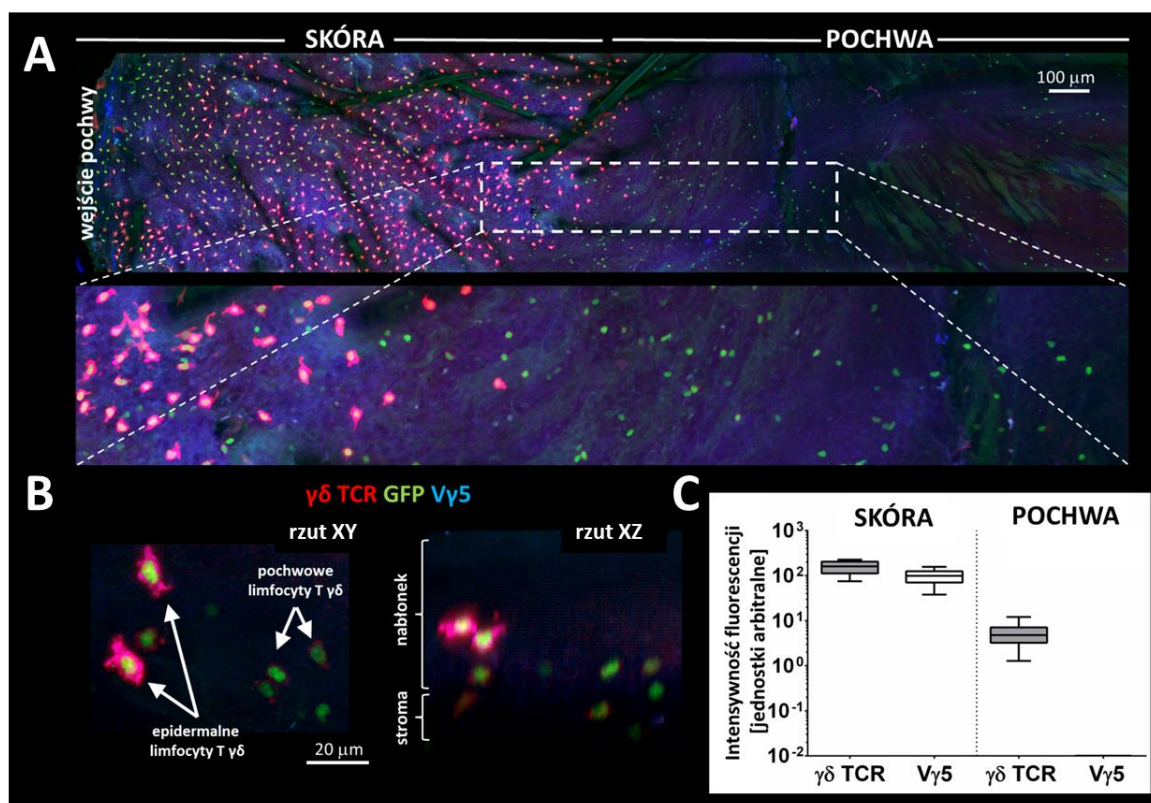 A
SKÓRA
POCHWA
wejście pochwy
100 µm
B
γδ TCR GFP Vγ5
rzut XY
rzut XZ
pochwowe
limfocyty T γδ
epidermalne
limfocyty T γδ
20 µm
nabłonek
stroma
C
SKÓRA
POCHWA
Intensywność fluorescencji
[jednostki arbitralne]
10³
10²
10¹
10⁰
10⁻¹
10⁻²
γδ TCR
Vγ5
γδ TCR
Vγ5